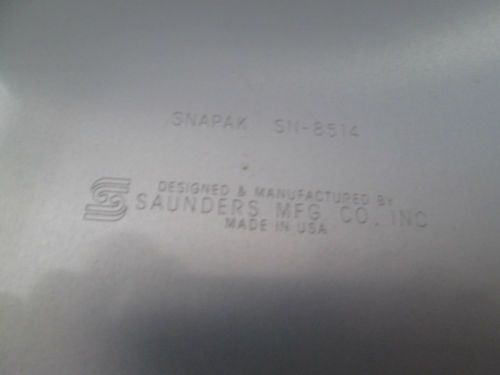 SNAPAK SN-8514
DESIGNED & MANUFACTURED BY
SAUNDERS MFG. CO., INC
MADE IN USA